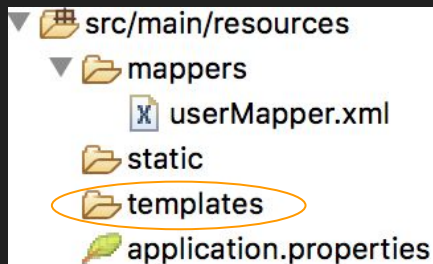 src/main/resources
mappers
X userMapper.xml
static
templates
application.properties